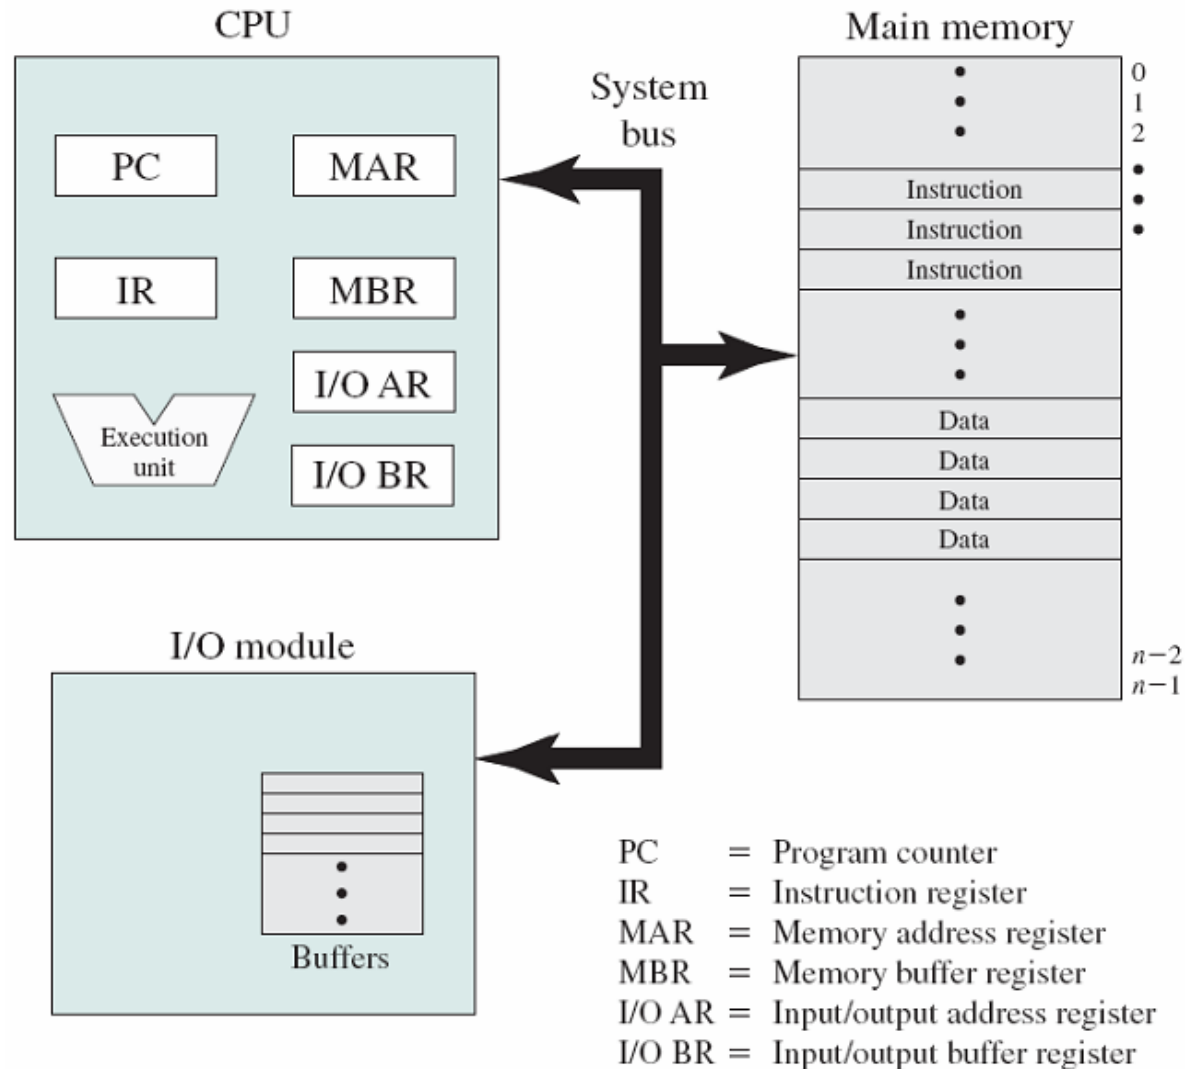 CPU
PC
MAR
IR
MBR
I/O AR
I/O BR
Execution
unit
System
bus
Main memory
0
1
2
Instruction
Instruction
Instruction
Data
Data
Data
Data
n−2
n−1
I/O module
Buffers
PC = Program counter
IR = Instruction register
MAR = Memory address register
MBR = Memory buffer register
I/O AR = Input/output address register
I/O BR = Input/output buffer register